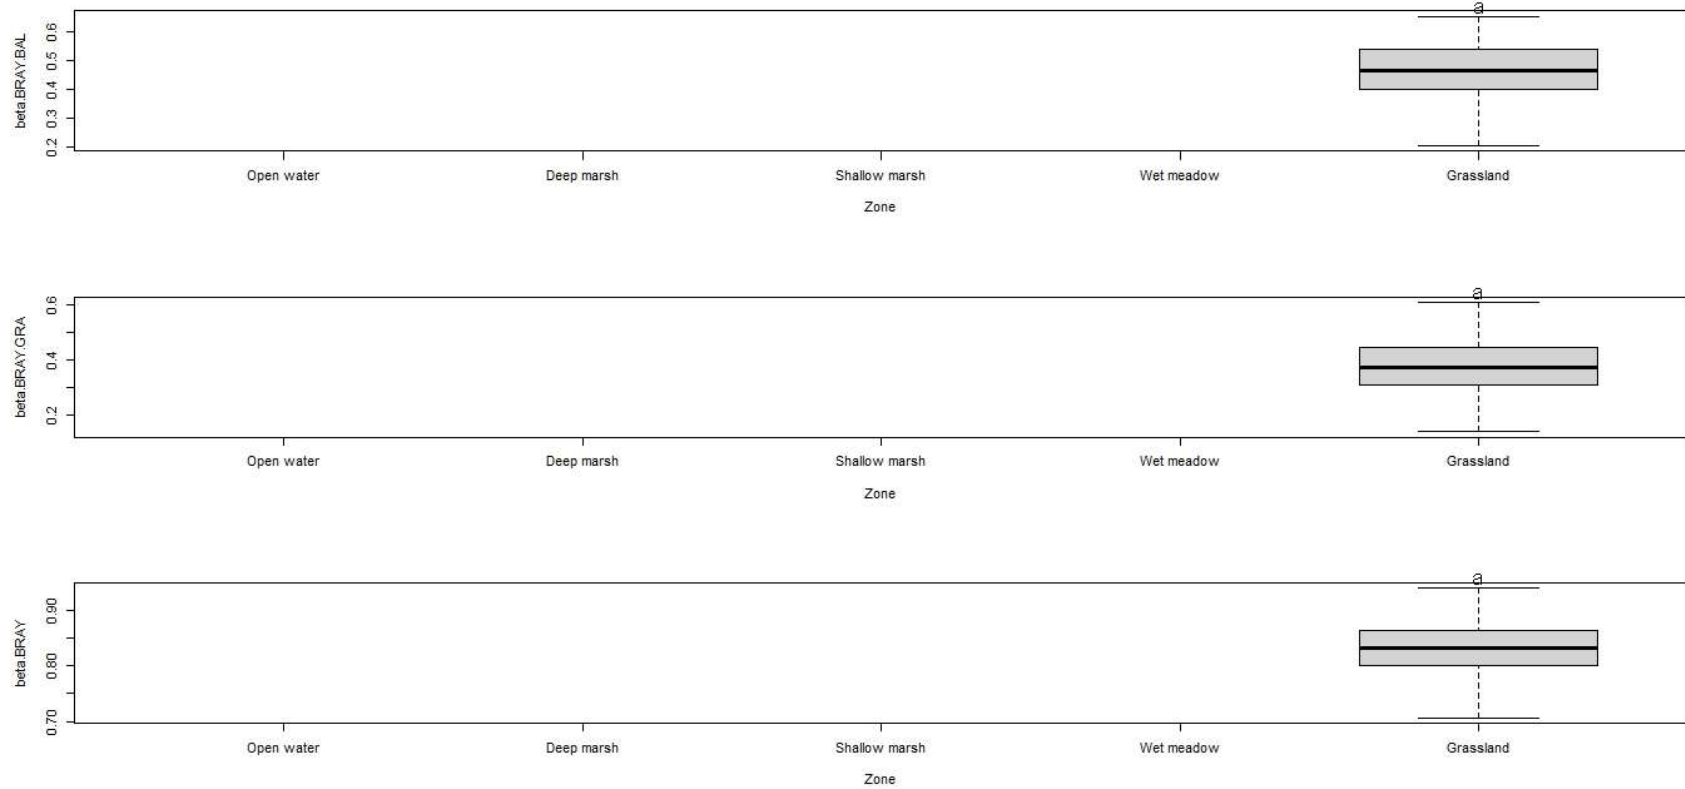 a
beta.BRAY.BAL
0.2 0.3 0.4 0.5 0.6
Open water Deep marsh Shallow marsh Wet meadow Grassland
Zone
a
beta.BRAY.GRA
0.2 0.4 0.6
Open water Deep marsh Shallow marsh Wet meadow Grassland
Zone
a
beta.BRAY
0.70 0.80 0.90
Open water Deep marsh Shallow marsh Wet meadow Grassland
Zone